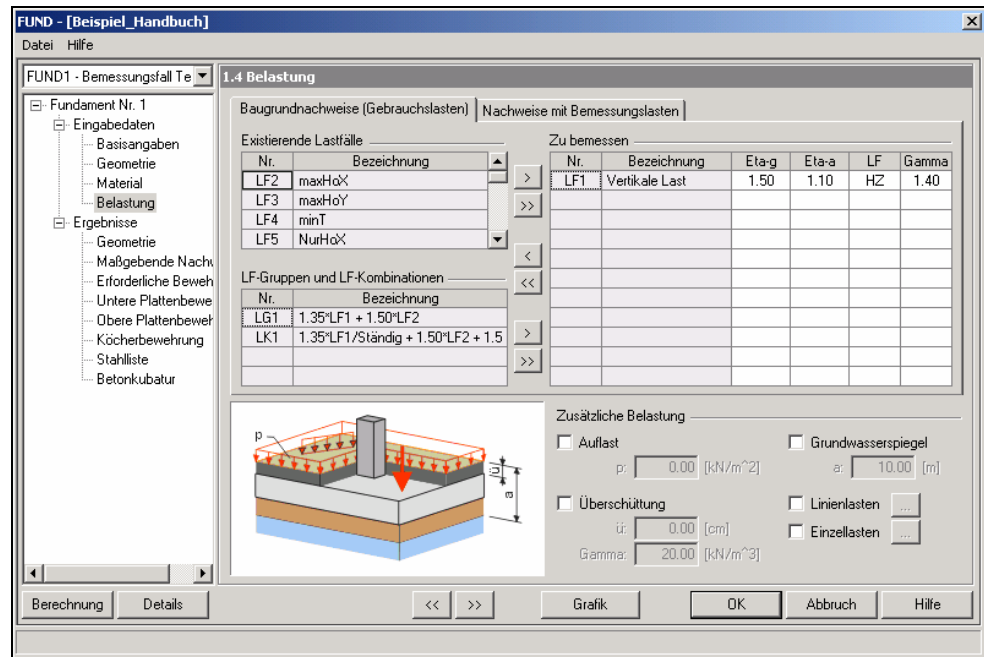 FUND - [Beispiel_Handbuch]
Datei Hilfe
FUND1 - Bemessungsfall Te
Fundament Nr. 1
Eingabedaten
Basisangaben
Geometrie
Material
Belastung
Ergebnisse
Geometrie
Maßgebende Nachw
Erforderliche Beweh
Untere Plattenbewe
Obere Plattenbeweh
Köcherbewehrung
Stahlliste
Betonkubatur
1.4 Belastung
Baugrundnachweise (Gebrauchslasten) Nachweise mit Bemessungslasten
Existierende Lastfälle
Nr. Bezeichnung
LF2 maxHoX
LF3 maxHoY
LF4 minT
LF5 NurHoX
LF-Gruppen und LF-Kombinationen
Nr. Bezeichnung
LG1 1.35*LF1 + 1.50*LF2
LK1 1.35*LF1/Ständig + 1.50*LF2 + 1.5
>
>>
<
<<
>
>>
Zu bemessen
Nr. Bezeichnung Eta-g Eta-a LF Gamma
LF1 Vertikale Last 1.50 1.10 HZ 1.40
p
ü
a
Zusätzliche Belastung
Auflast
p: 0.00 [kN/m^2]
Grundwasserspiegel
a: 10.00 [m]
Überschüttung
ü: 0.00 [cm]
Gamma: 20.00 [kN/m^3]
Linienlasten ...
Einzellasten ...
Berechnung Details << >> Grafik OK Abbruch Hilfe